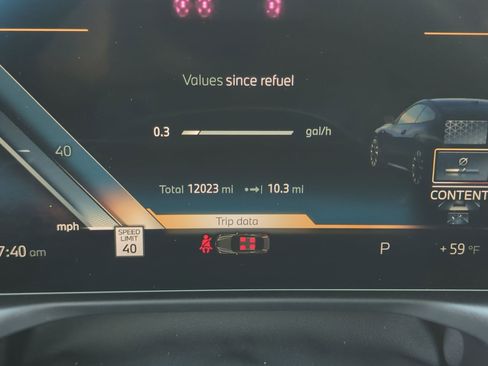 Values since refuel
0.3 gal/h
40
Total 12023 mi 10.3 mi
CONTENT
Trip data
mph
SPEED
LIMIT
40
7:40 am
P
+ 59 °F